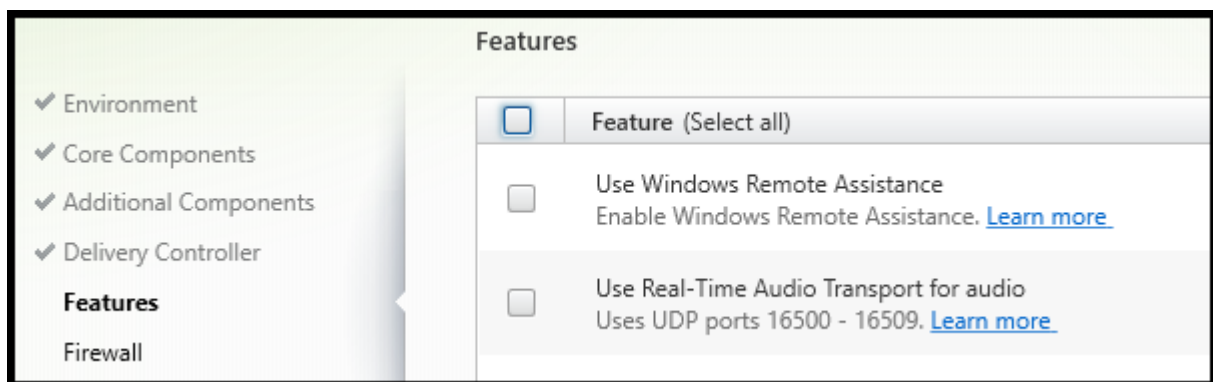 Features
Environment
Core Components
Additional Components
Delivery Controller
Features
Firewall
Feature (Select all)
Use Windows Remote Assistance
Enable Windows Remote Assistance. Learn more
Use Real-Time Audio Transport for audio
Uses UDP ports 16500 - 16509. Learn more